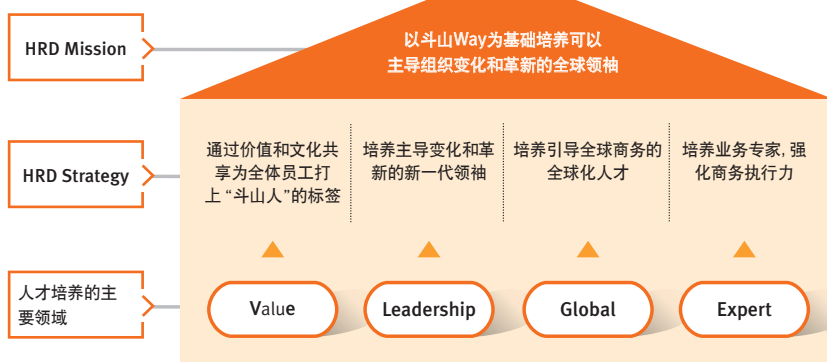 HRD Mission
以斗山Way为基础培养可以
主导组织变化和革新的全球领袖
HRD Strategy
通过价值和文化共
享为全体员工打
上 “斗山人”的标签
培养主导变化和革
新的新一代领袖
培养引导全球商务的
全球化人才
培养业务专家, 强
化商务执行力
人才培养的主
要领域
Value
Leadership
Global
Expert